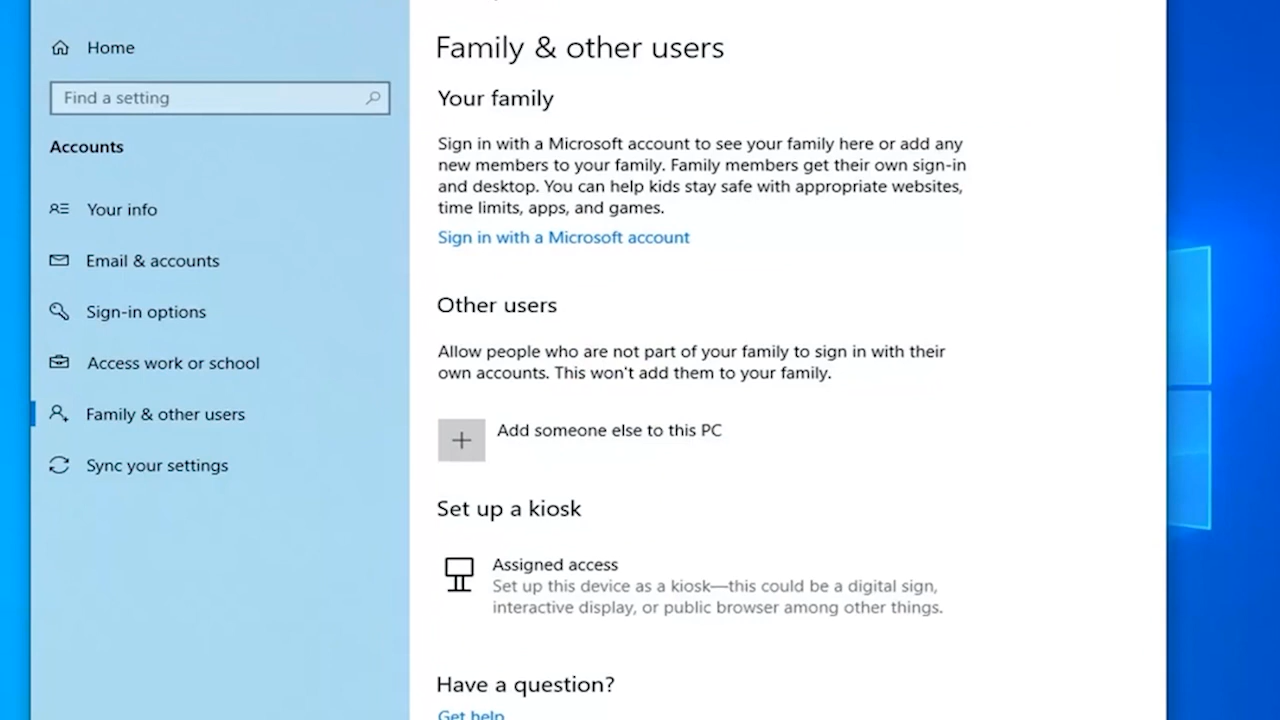 Home
Find a setting
Accounts
Your info
Email & accounts
Sign-in options
Access work or school
Family & other users
Sync your settings
Family & other users
Your family
Sign in with a Microsoft account to see your family here or add any
new members to your family. Family members get their own sign-in
and desktop. You can help kids stay safe with appropriate websites,
time limits, apps, and games.
Sign in with a Microsoft account
Other users
Allow people who are not part of your family to sign in with their
own accounts. This won't add them to your family.
Add someone else to this PC
Set up a kiosk
Assigned access
Set up this device as a kiosk—this could be a digital sign,
interactive display, or public browser among other things.
Have a question?
Get help